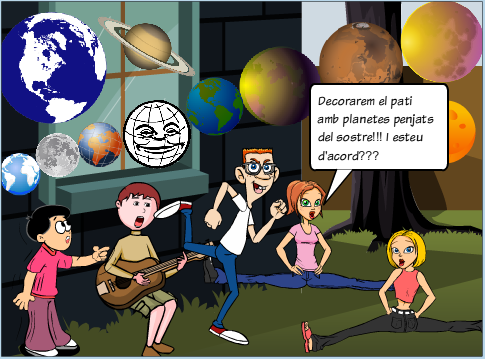 Decorarem el pati
amb planetes penjats
del sostre!!! I esteu
d'acord???